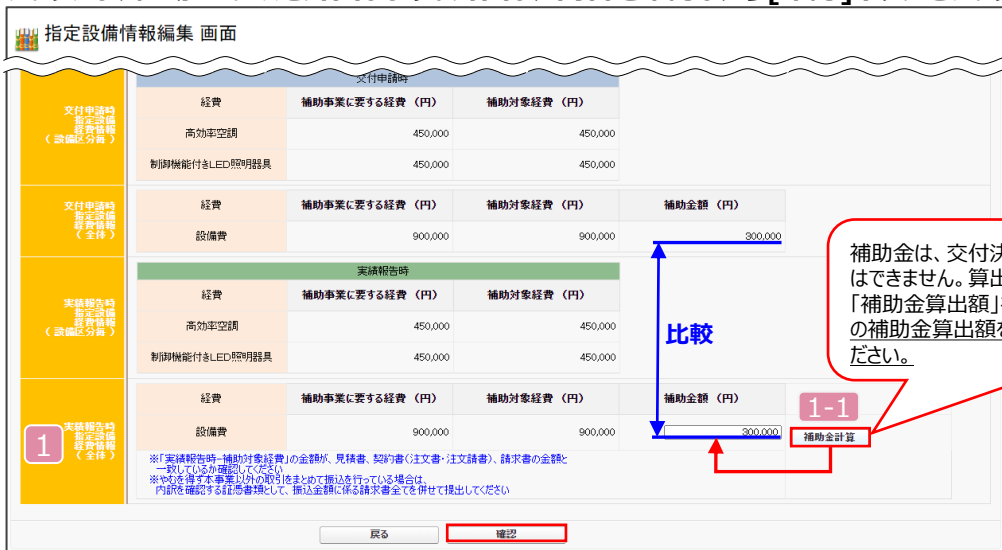 指定設備情報編集 画面
交付申請時
交付申請時
指定設備
経費情報
（設備区分毎）
経費 補助事業に要する経費（円） 補助対象経費（円）
高効率空調 450,000 450,000
制御機能付きLED照明器具 450,000 450,000
交付申請時
指定設備
経費情報
（全体）
経費 補助事業に要する経費（円） 補助対象経費（円） 補助金額（円）
設備費 900,000 900,000 300,000
補助金は、交付決
はできません。算出
「補助金算出額」
の補助金算出額を
ださい。
比較
実績報告時
実績報告時
指定設備
経費情報
（設備区分毎）
経費 補助事業に要する経費（円） 補助対象経費（円）
高効率空調 450,000 450,000
制御機能付きLED照明器具 450,000 450,000
1
実績報告時
指定設備
経費情報
（全体）
経費 補助事業に要する経費（円） 補助対象経費（円） 補助金額（円）
1-1
設備費 900,000 900,000 300,000 補助金計算
※「実績報告時-補助対象経費」の金額が、見積書、契約書（注文書・注文請書）、請求書の金額と
一致しているか確認してください
※やむを得ず本事業以外の取引をまとめて振込を行っている場合は、
内訳を確認する証憑書類として、振込金額に係る請求書全てを併せて提出してください
戻る 確認